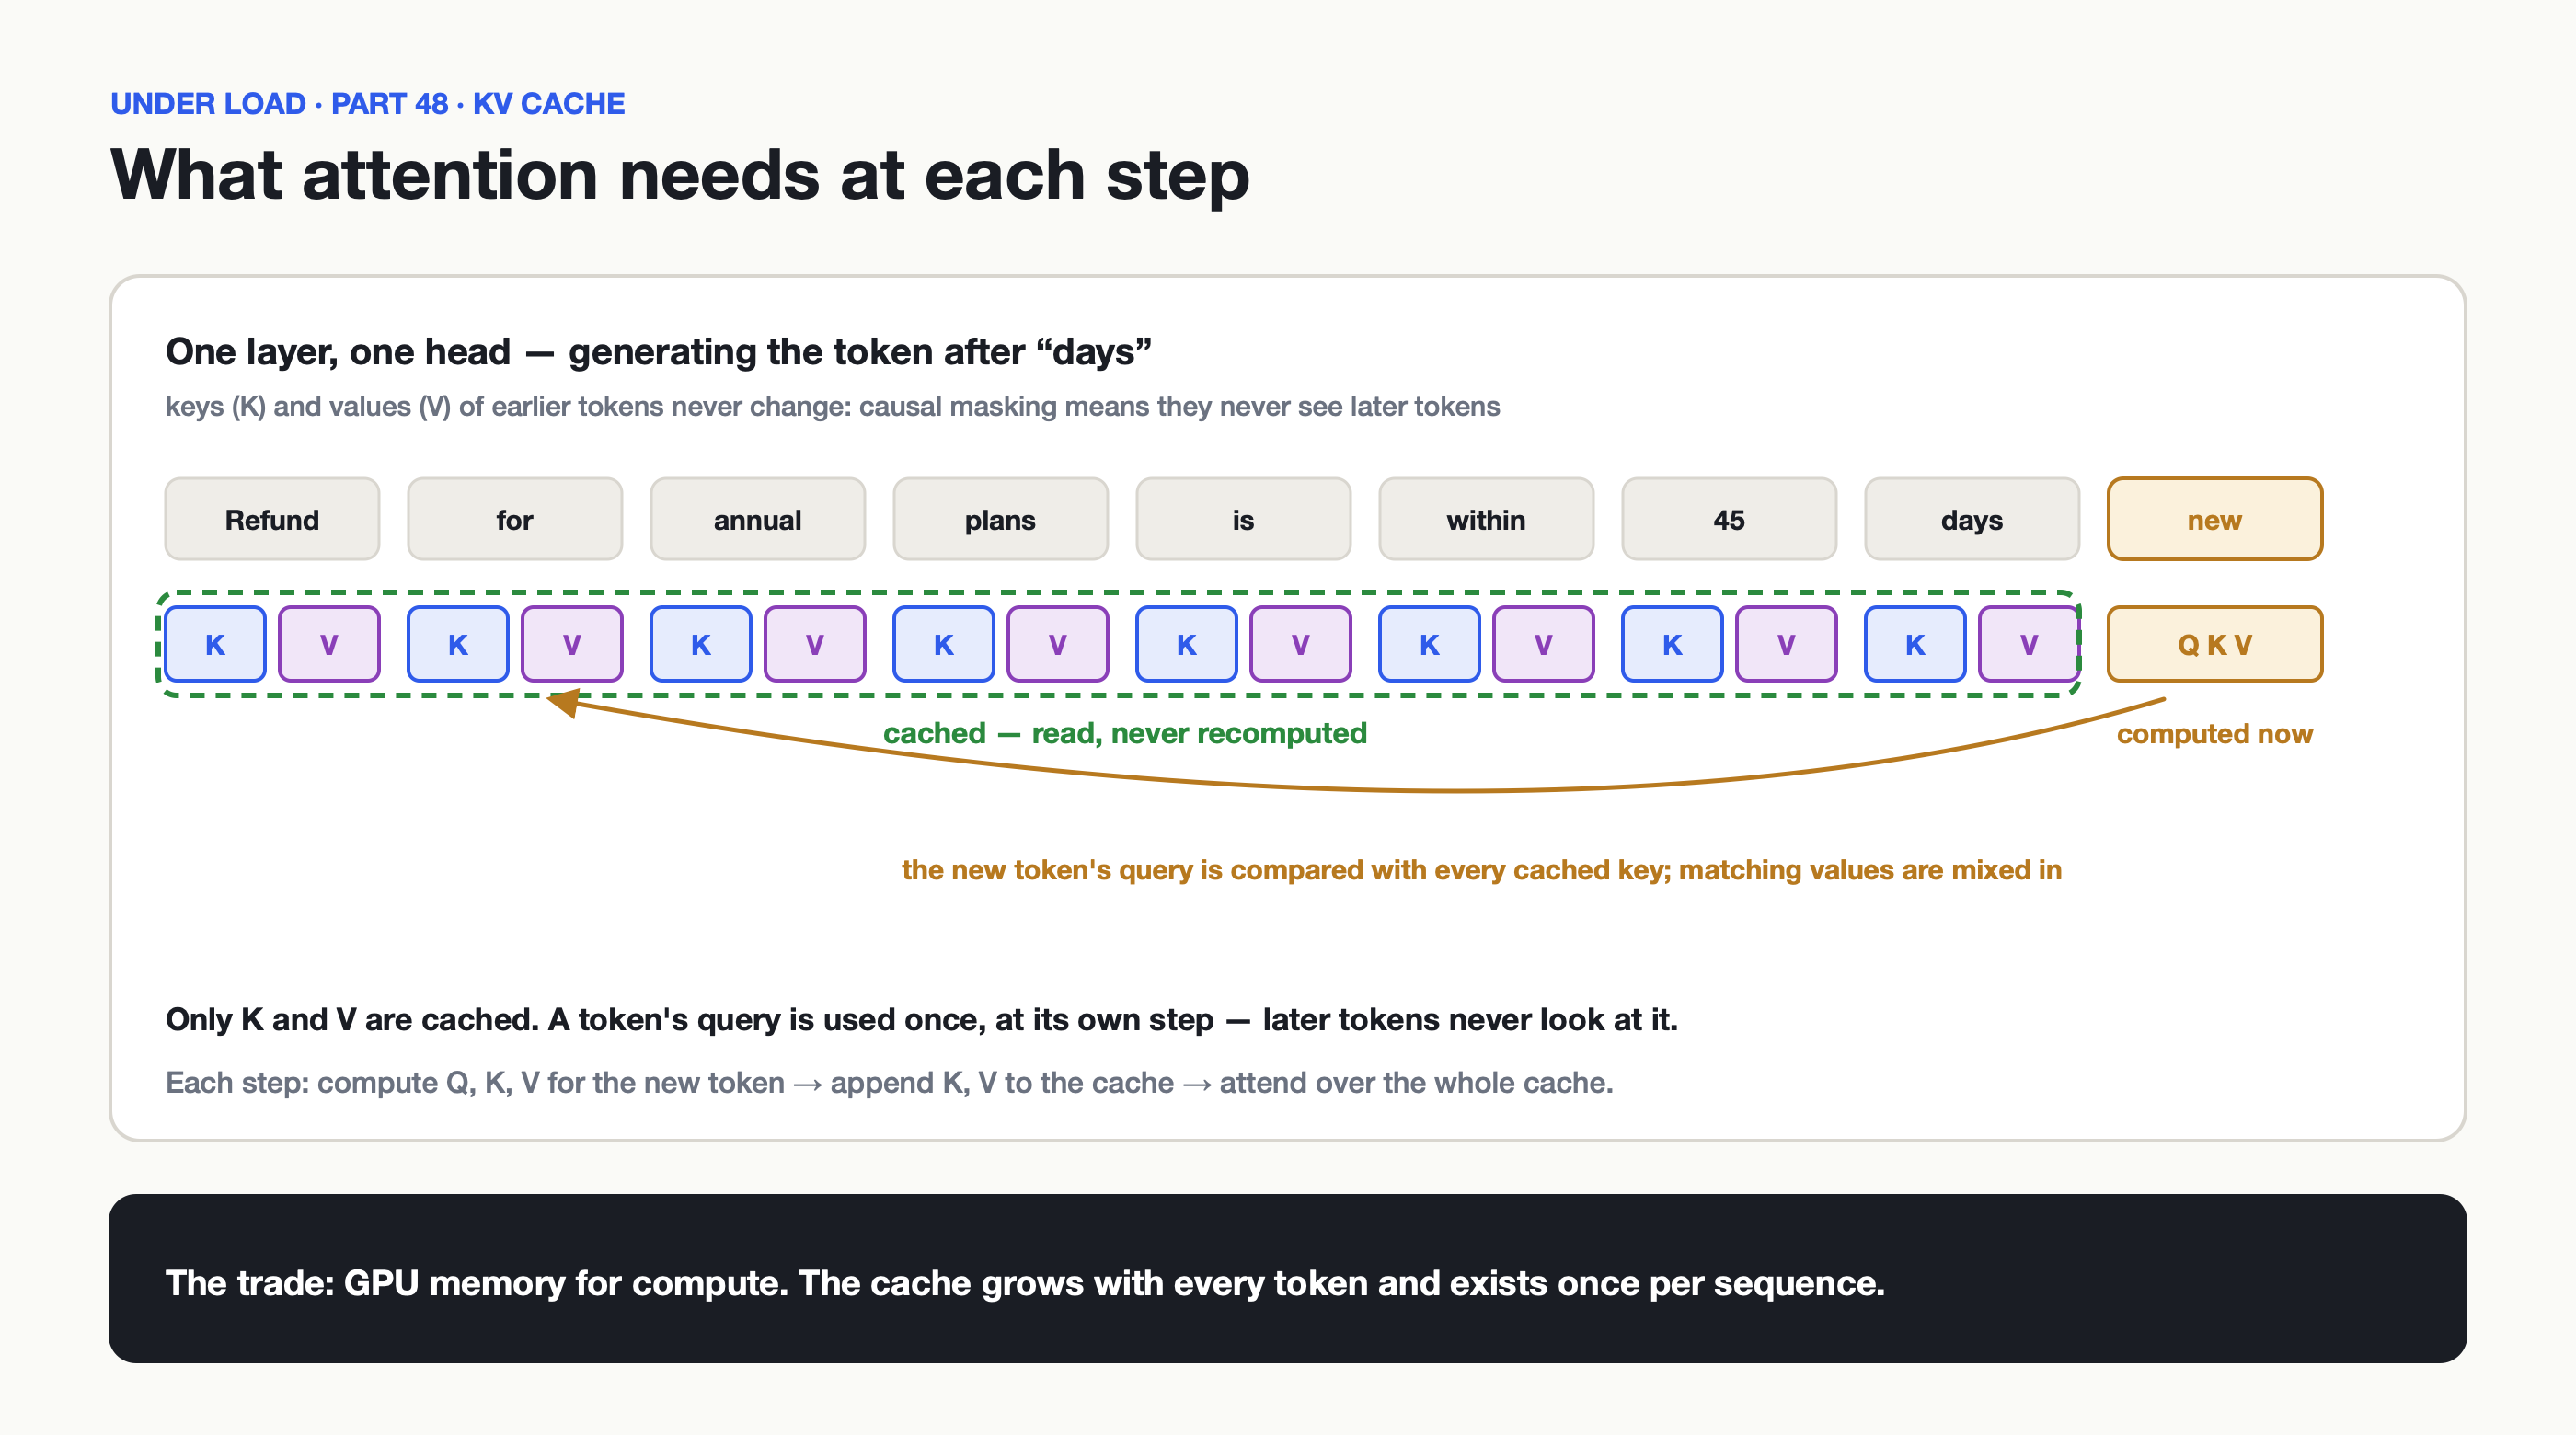 UNDER LOAD · PART 48 · KV CACHE
What attention needs at each step
One layer, one head — generating the token after “days”
keys (K) and values (V) of earlier tokens never change: causal masking means they never see later tokens
Refund for annual plans is within 45 days new
K V K V K V K V K V K V K V K V Q K V
cached — read, never recomputed
computed now
the new token's query is compared with every cached key; matching values are mixed in
Only K and V are cached. A token's query is used once, at its own step — later tokens never look at it.
Each step: compute Q, K, V for the new token → append K, V to the cache → attend over the whole cache.
The trade: GPU memory for compute. The cache grows with every token and exists once per sequence.